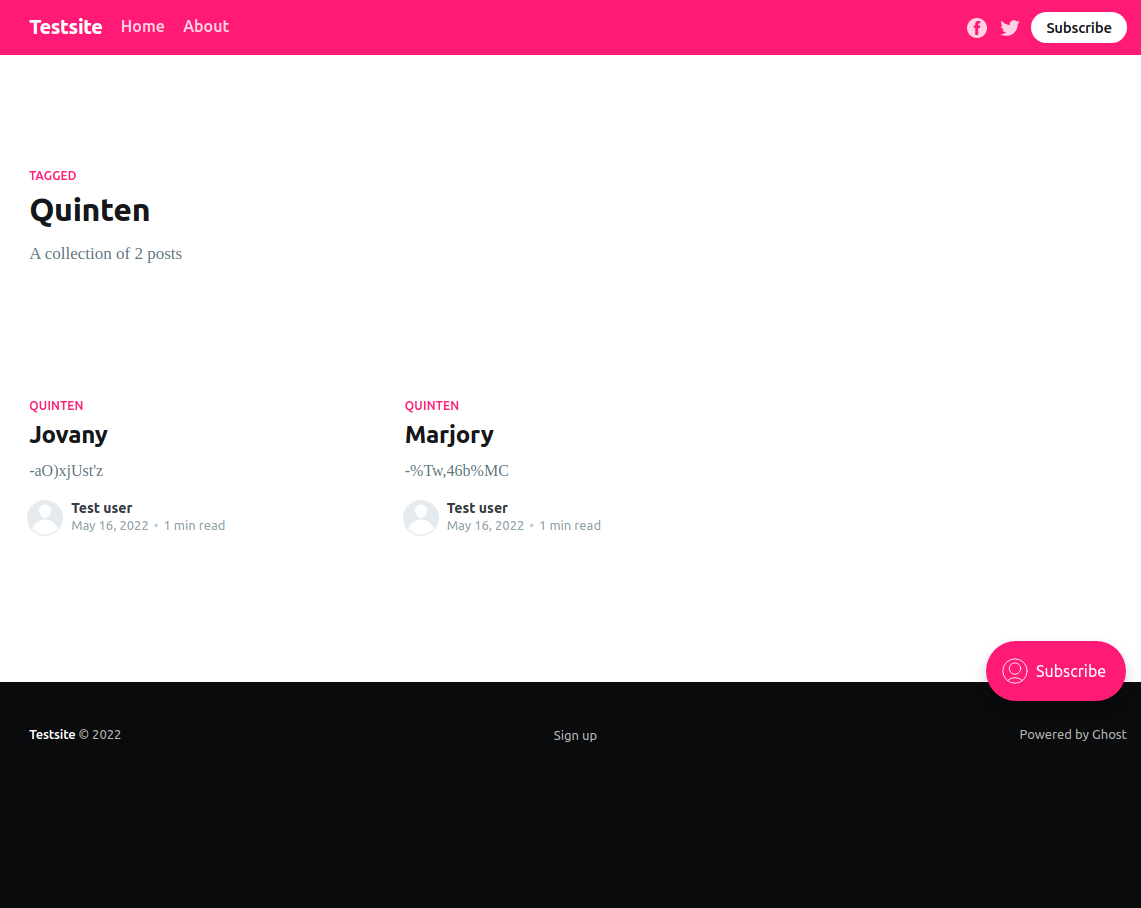 Testsite Home About Subscribe
TAGGED
Quinten
A collection of 2 posts
QUINTEN
Jovany
-aO)xjUst'z
Test user
May 16, 2022 • 1 min read
QUINTEN
Marjory
-%Tw,46b%MC
Test user
May 16, 2022 • 1 min read
Subscribe
Testsite © 2022
Sign up
Powered by Ghost